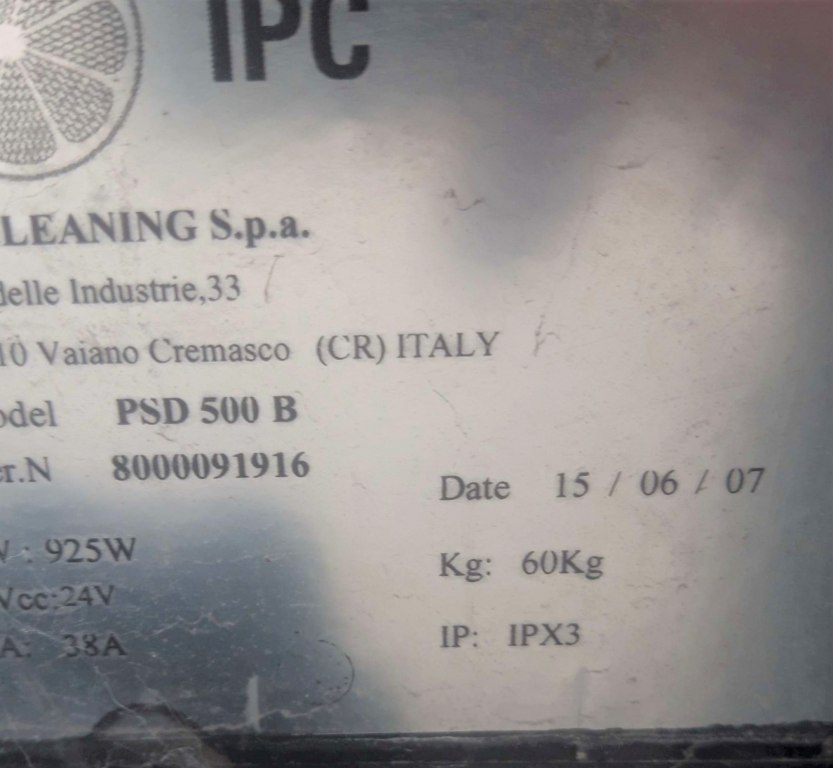 IPC
LEANING S.p.a.
delle Industrie,33
10 Vaiano Cremasco (CR) ITALY
odel PSD 500 B
er.N 8000091916
Date 15 / 06 / 07
: 925W
Kg: 60Kg
Vcc:24V
A: 38A
IP: IPX3